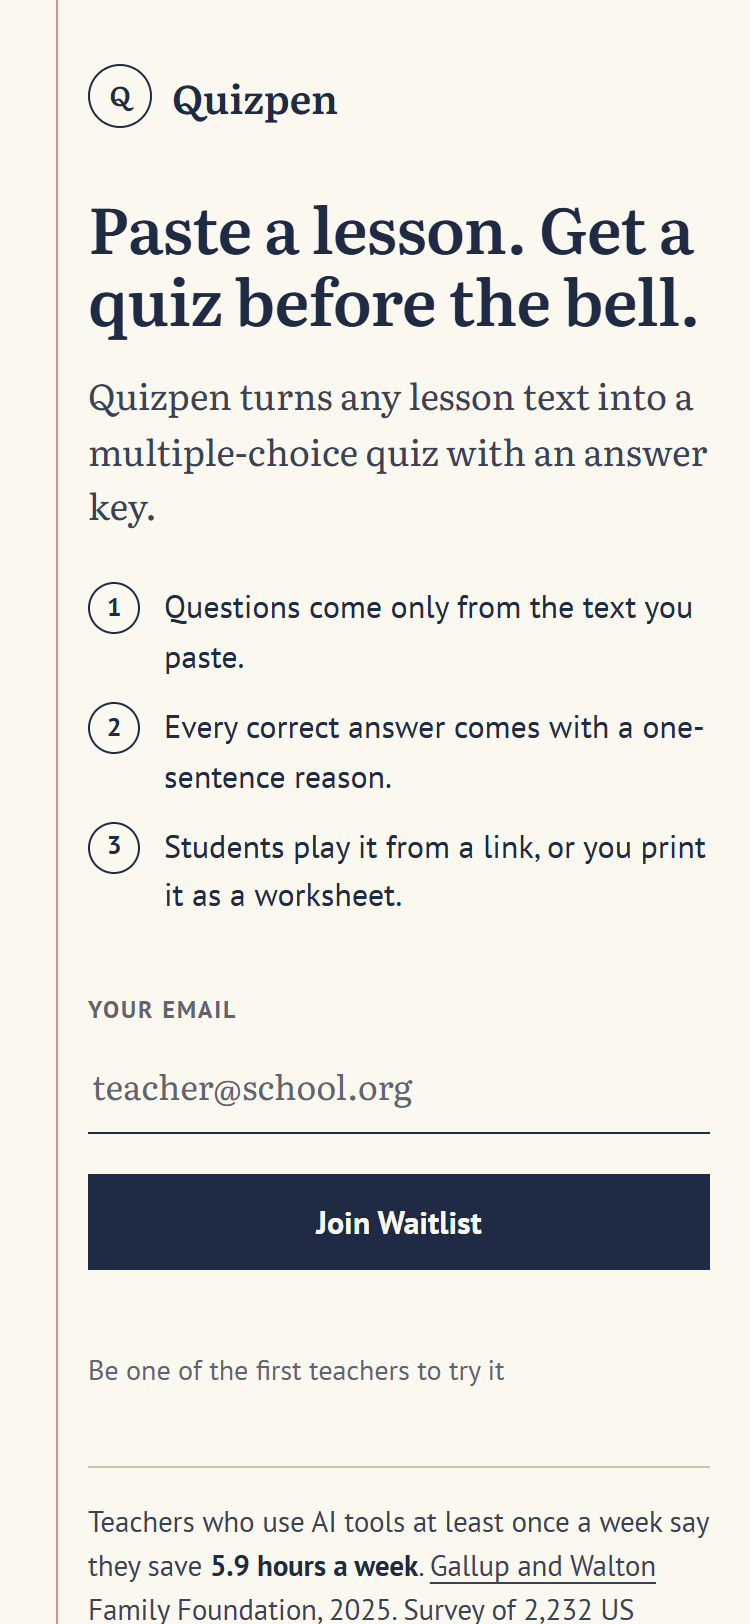 Q Quizpen
Paste a lesson. Get a
quiz before the bell.
Quizpen turns any lesson text into a
multiple-choice quiz with an answer
key.
1 Questions come only from the text you
paste.
2 Every correct answer comes with a one-
sentence reason.
3 Students play it from a link, or you print
it as a worksheet.
YOUR EMAIL
teacher@school.org
Join Waitlist
Be one of the first teachers to try it
Teachers who use AI tools at least once a week say
they save 5.9 hours a week. Gallup and Walton
Family Foundation, 2025. Survey of 2,232 US